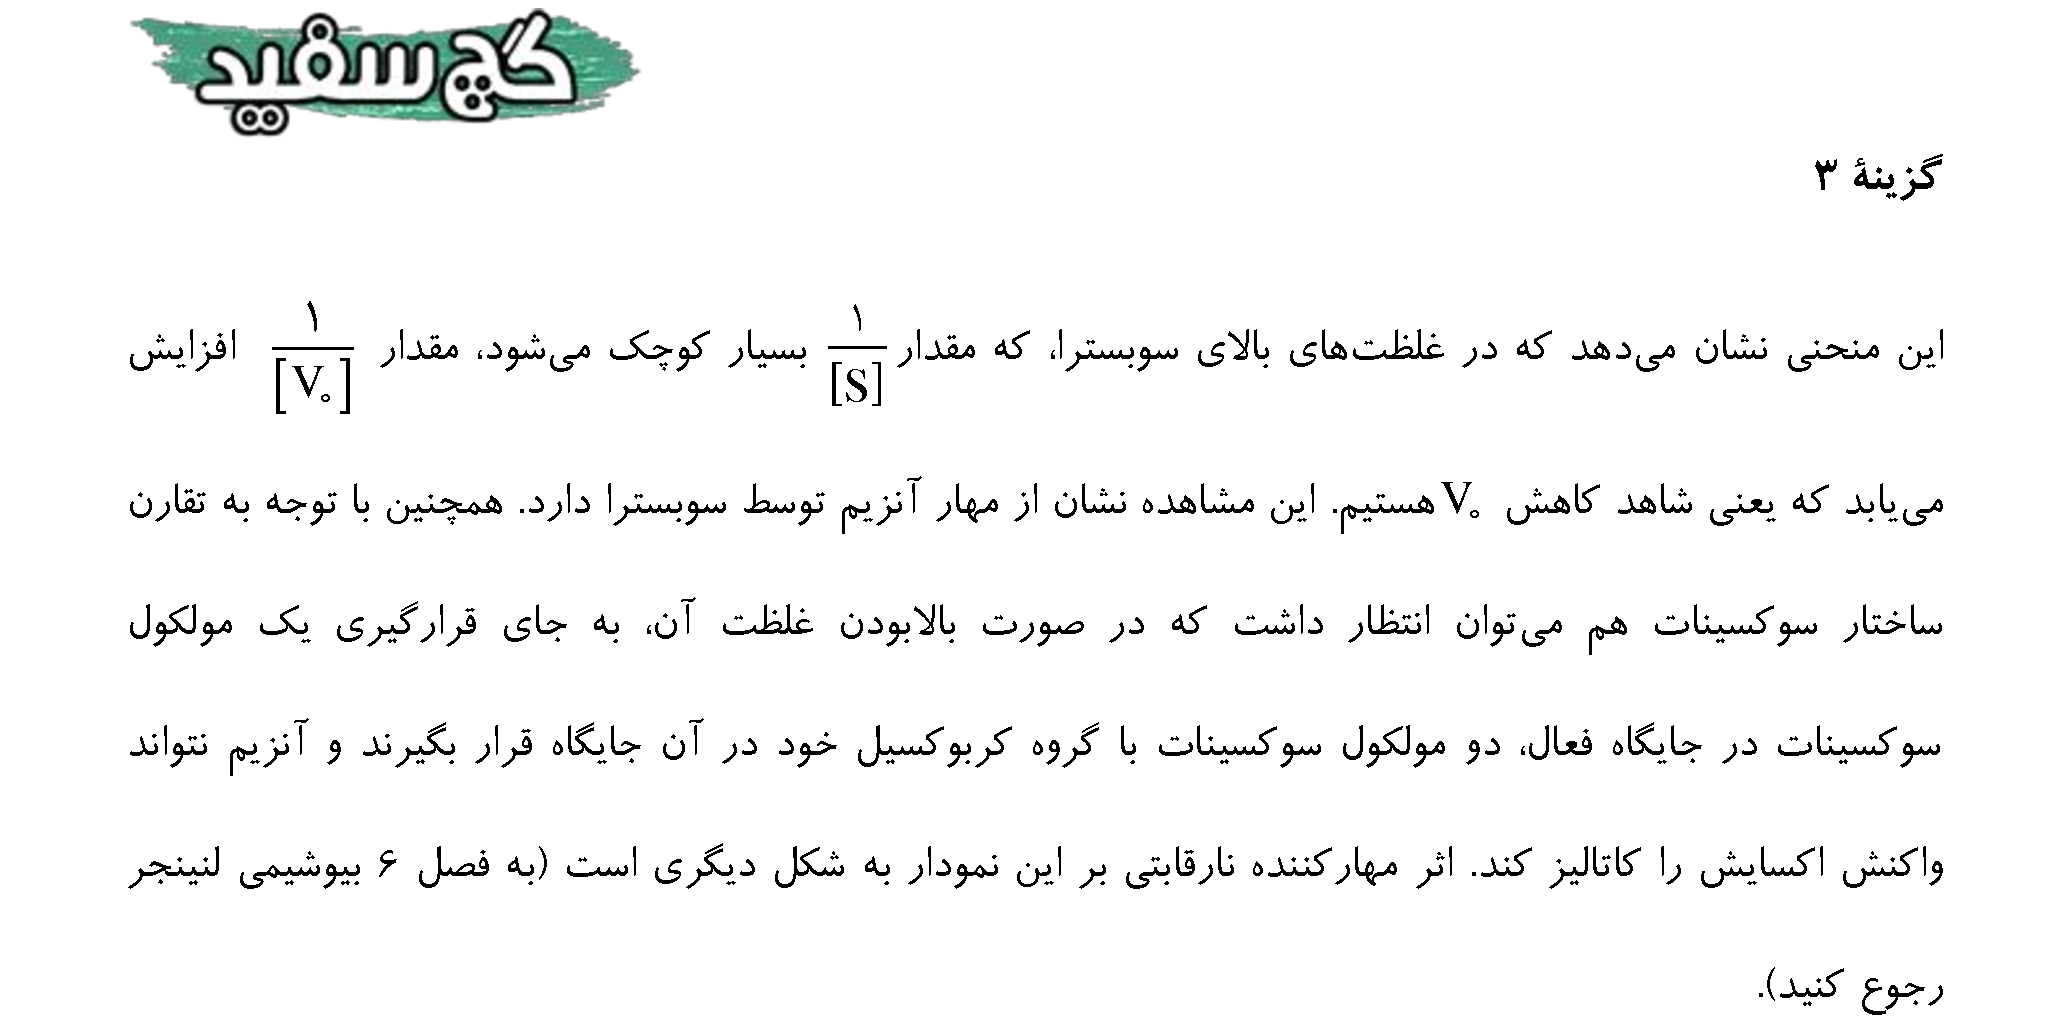 گچ سفید
گزینهٔ ۳
این منحنی نشان می‌دهد که در غلظت‌های بالای سوبسترا، که مقدار ۱/[S] بسیار کوچک می‌شود، مقدار ۱/[V₀] افزایش
می‌یابد که یعنی شاهد کاهش V₀ هستیم. این مشاهده نشان از مهار آنزیم توسط سوبسترا دارد. همچنین با توجه به تقارن
ساختار سوکسینات هم می‌توان انتظار داشت که در صورت بالابودن غلظت آن، به جای قرارگیری یک مولکول
سوکسینات در جایگاه فعال، دو مولکول سوکسینات با گروه کربوکسیل خود در آن جایگاه قرار بگیرند و آنزیم نتواند
واکنش اکسایش را کاتالیز کند. اثر مهارکننده نارقابتی بر این نمودار به شکل دیگری است (به فصل ۶ بیوشیمی لنینجر
رجوع کنید).